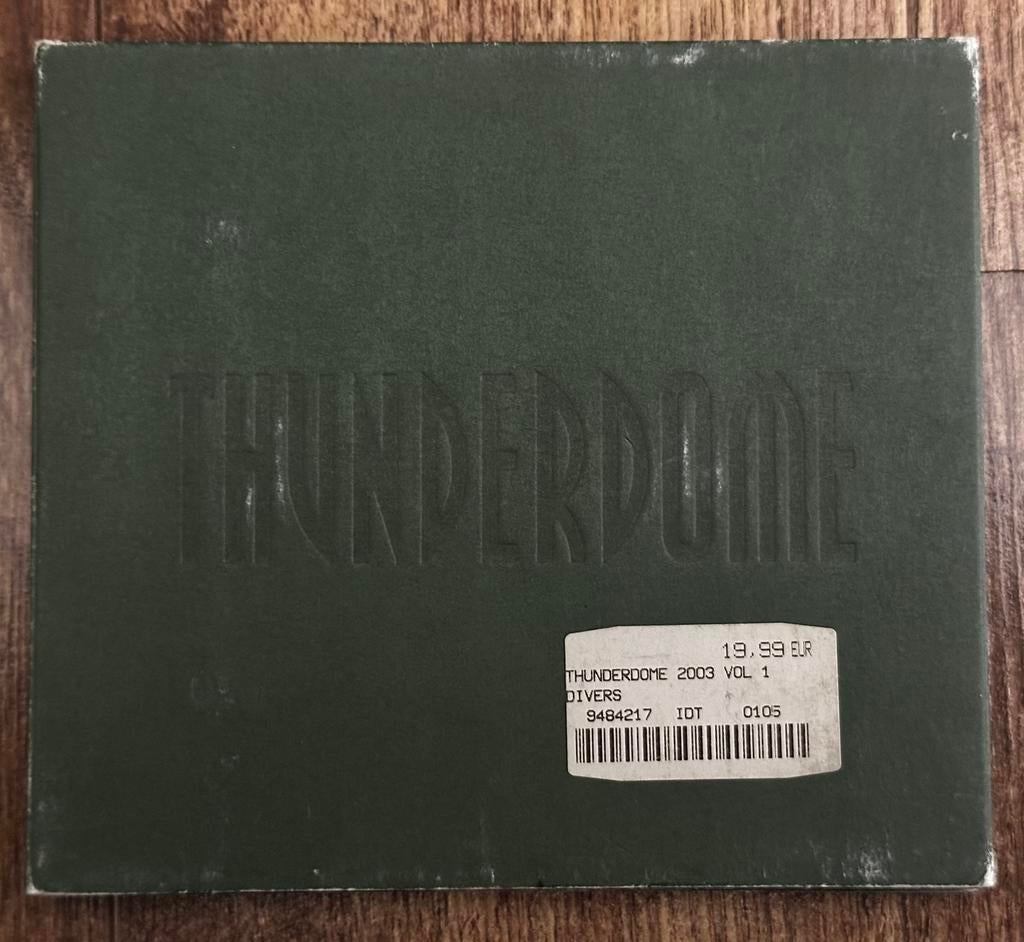 THUNDERDOME
19,99 EUR
THUNDERDOME 2003 VOL 1
DIVERS
9484217 IDT 0105